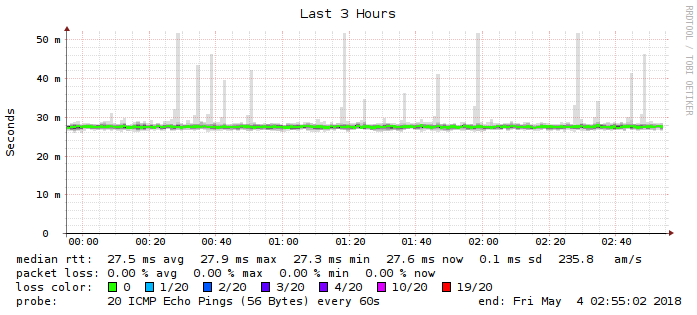 Last 3 Hours
RRDTOOL / TOBI OETIKER
Seconds
50 m
40 m
30 m
20 m
10 m
0
00:00 00:20 00:40 01:00 01:20 01:40 02:00 02:20 02:40
median rtt: 27.5 ms avg 27.9 ms max 27.3 ms min 27.6 ms now 0.1 ms sd 235.8 am/s
packet loss: 0.00 % avg 0.00 % max 0.00 % min 0.00 % now
loss color: 0 1/20 2/20 3/20 4/20 10/20 19/20
probe: 20 ICMP Echo Pings (56 Bytes) every 60s end: Fri May 4 02:55:02 2018